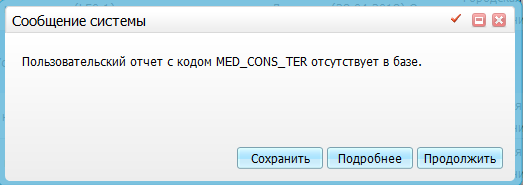 Сообщение системы
Пользовательский отчет с кодом MED_CONS_TER отсутствует в базе.
Сохранить Подробнее Продолжить